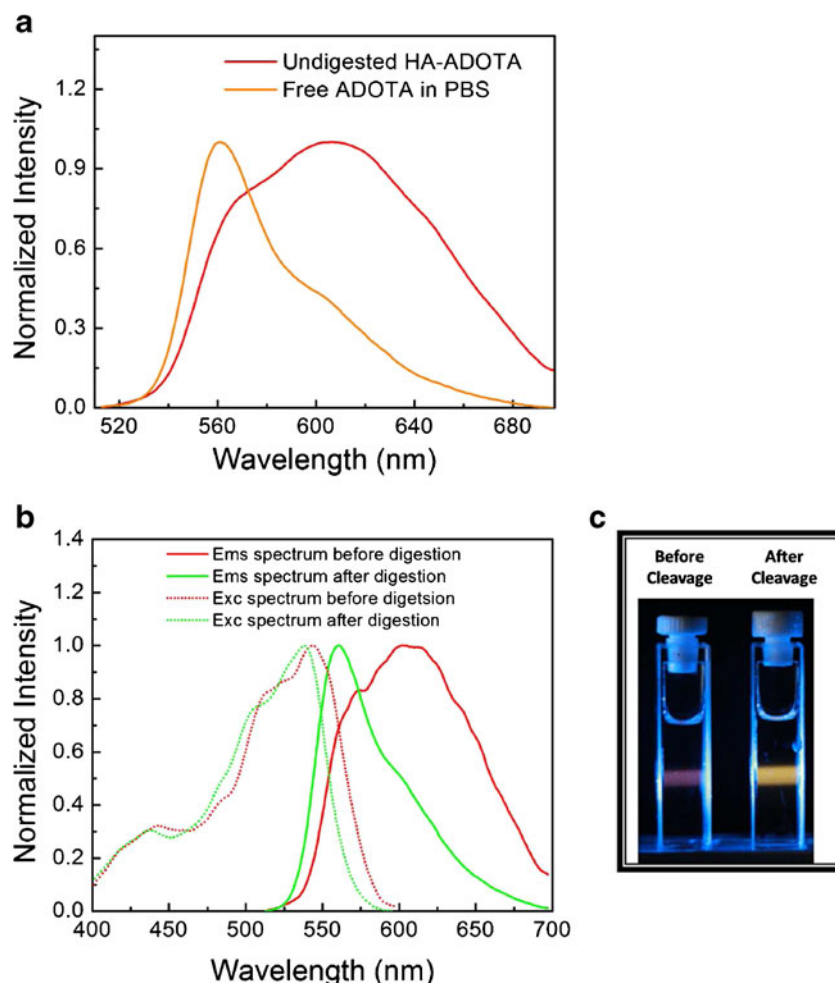 a
Undigested HA-ADOTA
Free ADOTA in PBS
Normalized Intensity
1.2
0.9
0.6
0.3
0.0
520 560 600 640 680
Wavelength (nm)
b
Ems spectrum before digestion
Ems spectrum after digestion
Exc spectrum before digetsion
Exc spectrum after digestion
Normalized Intensity
1.4
1.2
1.0
0.8
0.6
0.4
0.2
0.0
400 450 500 550 600 650 700
Wavelength (nm)
c
Before After
Cleavage Cleavage